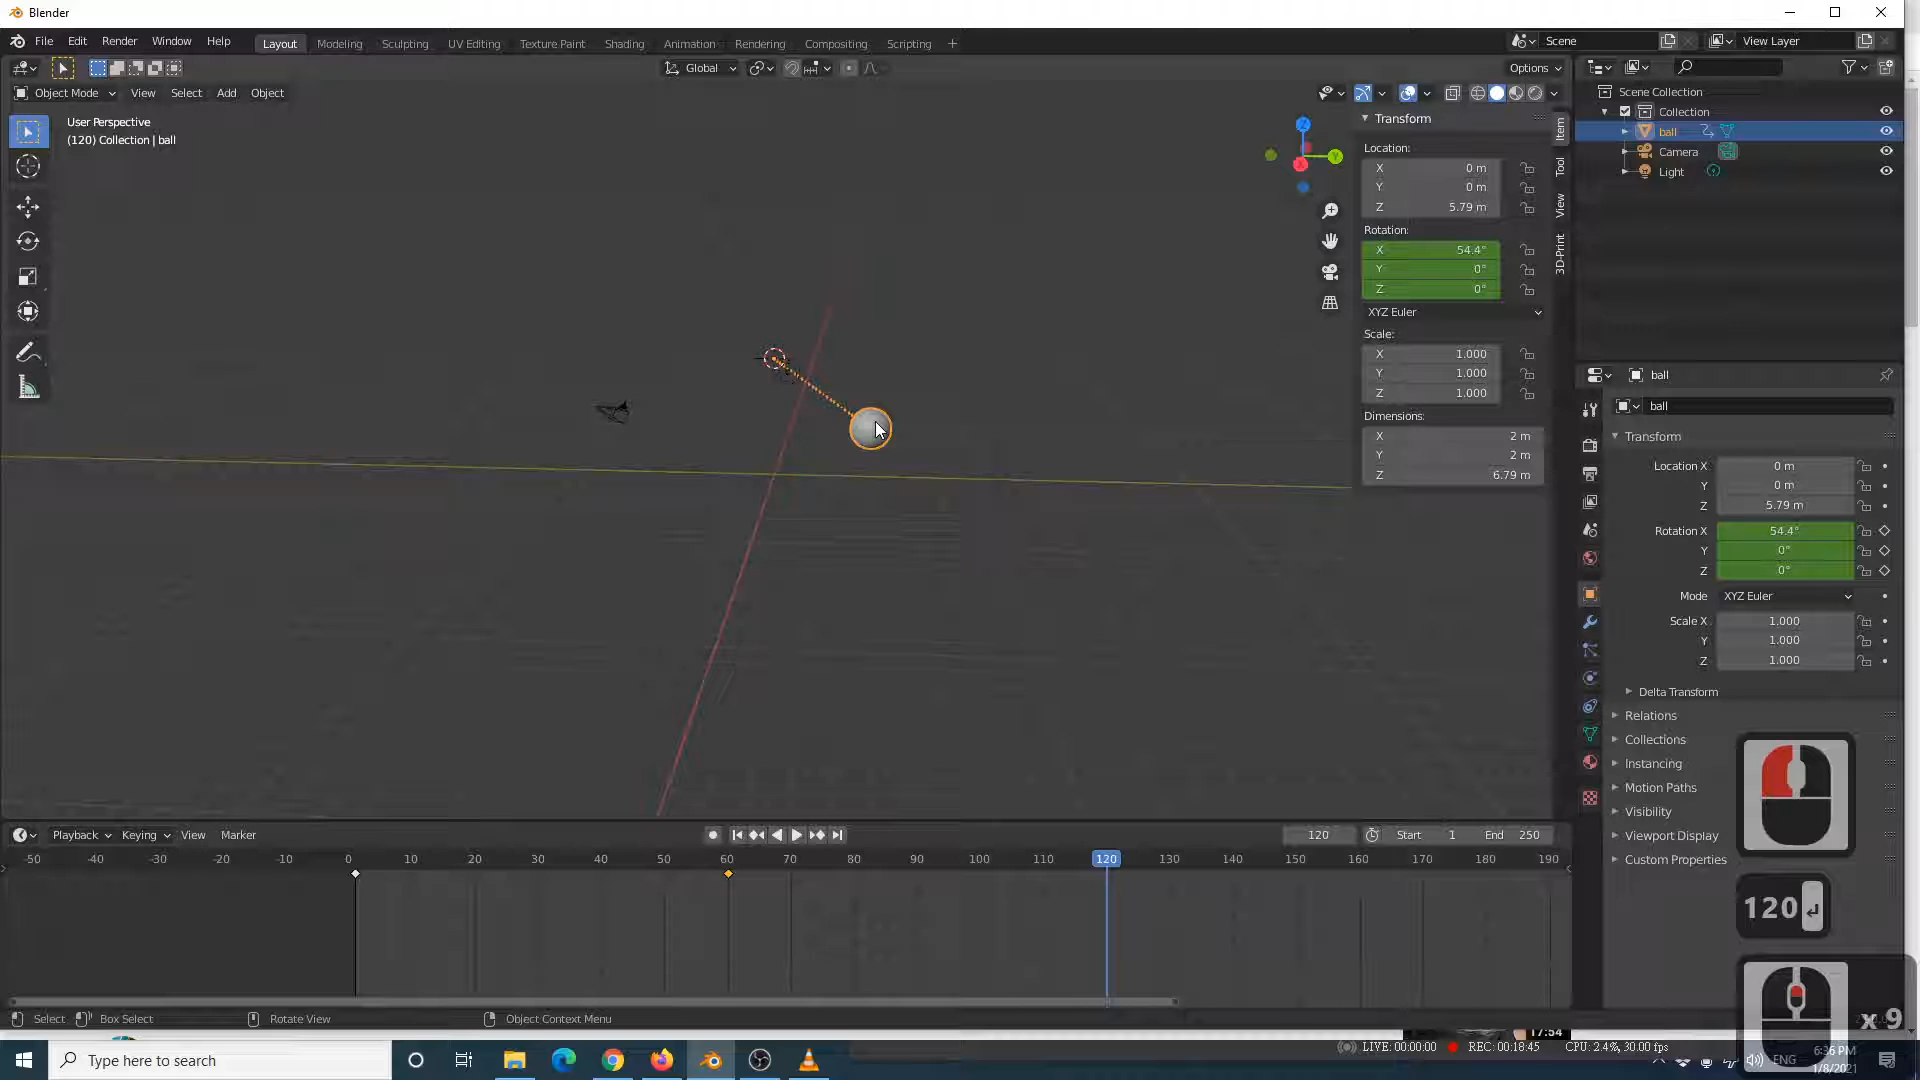 Blender
File Edit Render Window Help Layout Modeling Sculpting UV Editing Texture Paint Shading Animation Rendering Compositing Scripting + Scene View Layer
Global Options
Object Mode View Select Add Object
User Perspective
(120) Collection | ball
Transform
Location:
X 0 m
Y 0 m
Z 5.79 m
Rotation:
X 54.4°
Y 0°
Z 0°
XYZ Euler
Scale:
X 1.000
Y 1.000
Z 1.000
Dimensions:
X 2 m
Y 2 m
Z 6.79 m
Item
Tool
View
3D-Print
Z
Y
Scene Collection
Collection
ball
Camera
Light
ball
ball
Transform
Location X 0 m
Y 0 m
Z 5.79 m
Rotation X 54.4°
Y 0°
Z 0°
Mode XYZ Euler
Scale X 1.000
Y 1.000
Z 1.000
Delta Transform
Relations
Collections
Instancing
Motion Paths
Visibility
Viewport Display
Custom Properties
120
x 9
Playback Keying View Marker 120 Start 1 End 250
-50 -40 -30 -20 -10 0 10 20 30 40 50 60 70 80 90 100 110 120 130 140 150 160 170 180 190
Select Box Select Rotate View Object Context Menu
17:54
Type here to search
LIVE: 00:00:00 REC: 00:18:45 CPU: 2.4%, 30.00 fps
ENG
6:36 PM
1/8/2021